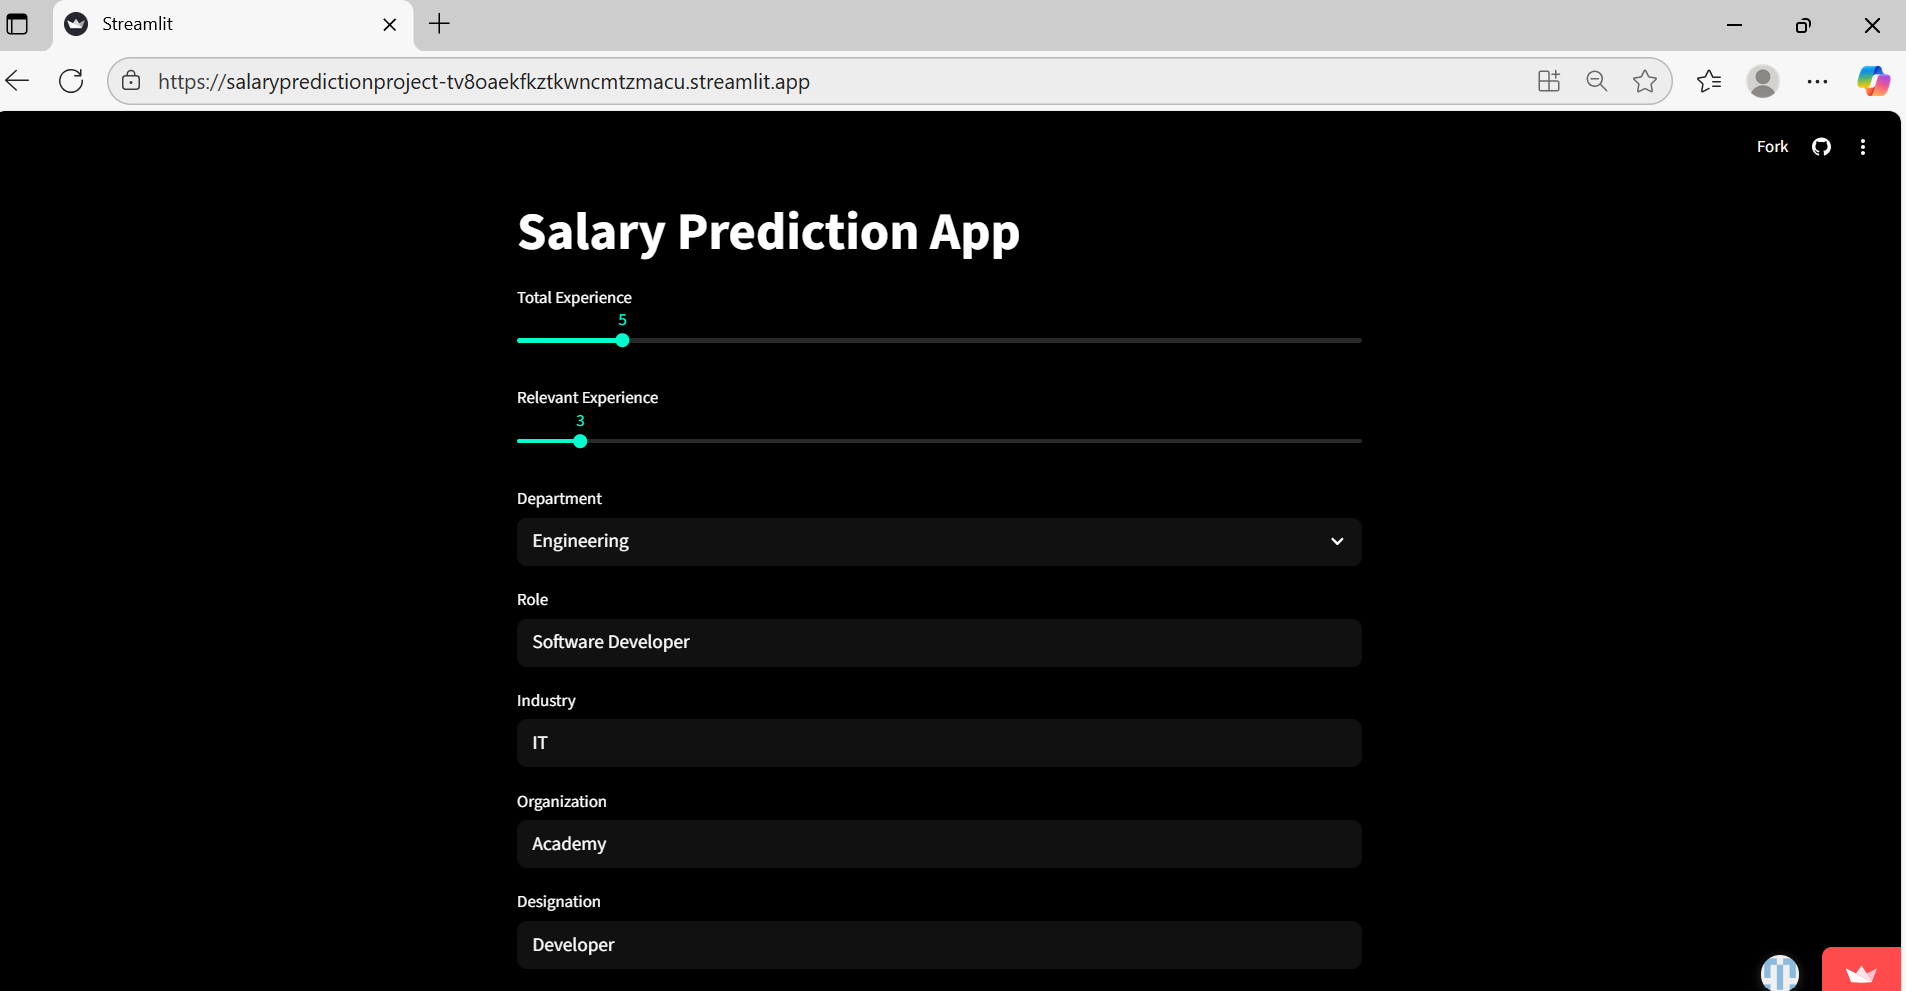 Streamlit
https://salarypredictionproject-tv8oaekfkztkwncmtzmacu.streamlit.app
Fork
Salary Prediction App
Total Experience
5
Relevant Experience
3
Department
Engineering
Role
Software Developer
Industry
IT
Organization
Academy
Designation
Developer